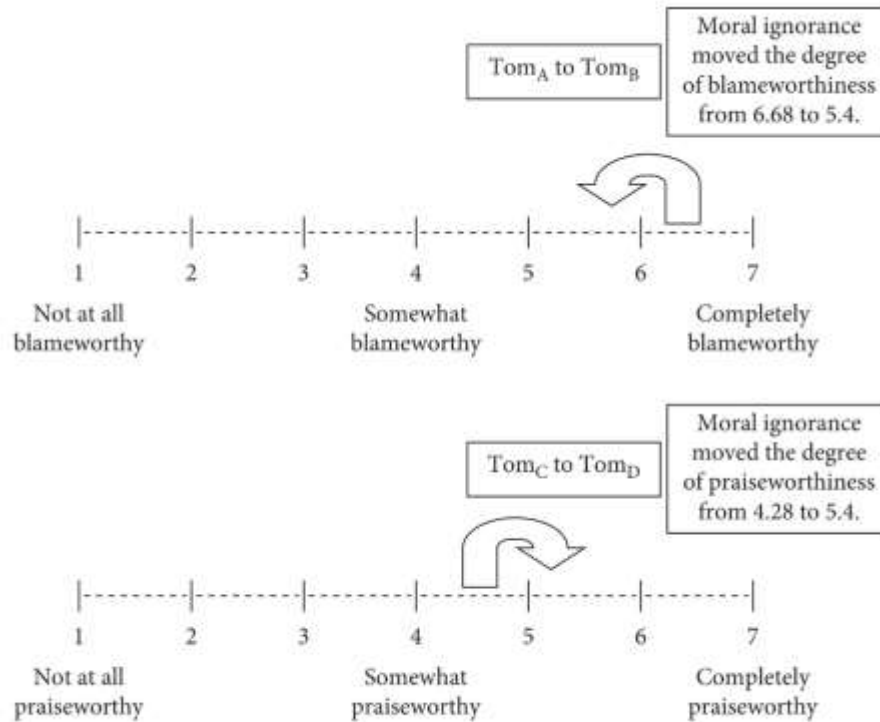 Tom_A to Tom_B
Moral ignorance
moved the degree
of blameworthiness
from 6.68 to 5.4.
1 2 3 4 5 6 7
Not at all
blameworthy
Somewhat
blameworthy
Completely
blameworthy
Tom_C to Tom_D
Moral ignorance
moved the degree
of praiseworthiness
from 4.28 to 5.4.
1 2 3 4 5 6 7
Not at all
praiseworthy
Somewhat
praiseworthy
Completely
praiseworthy